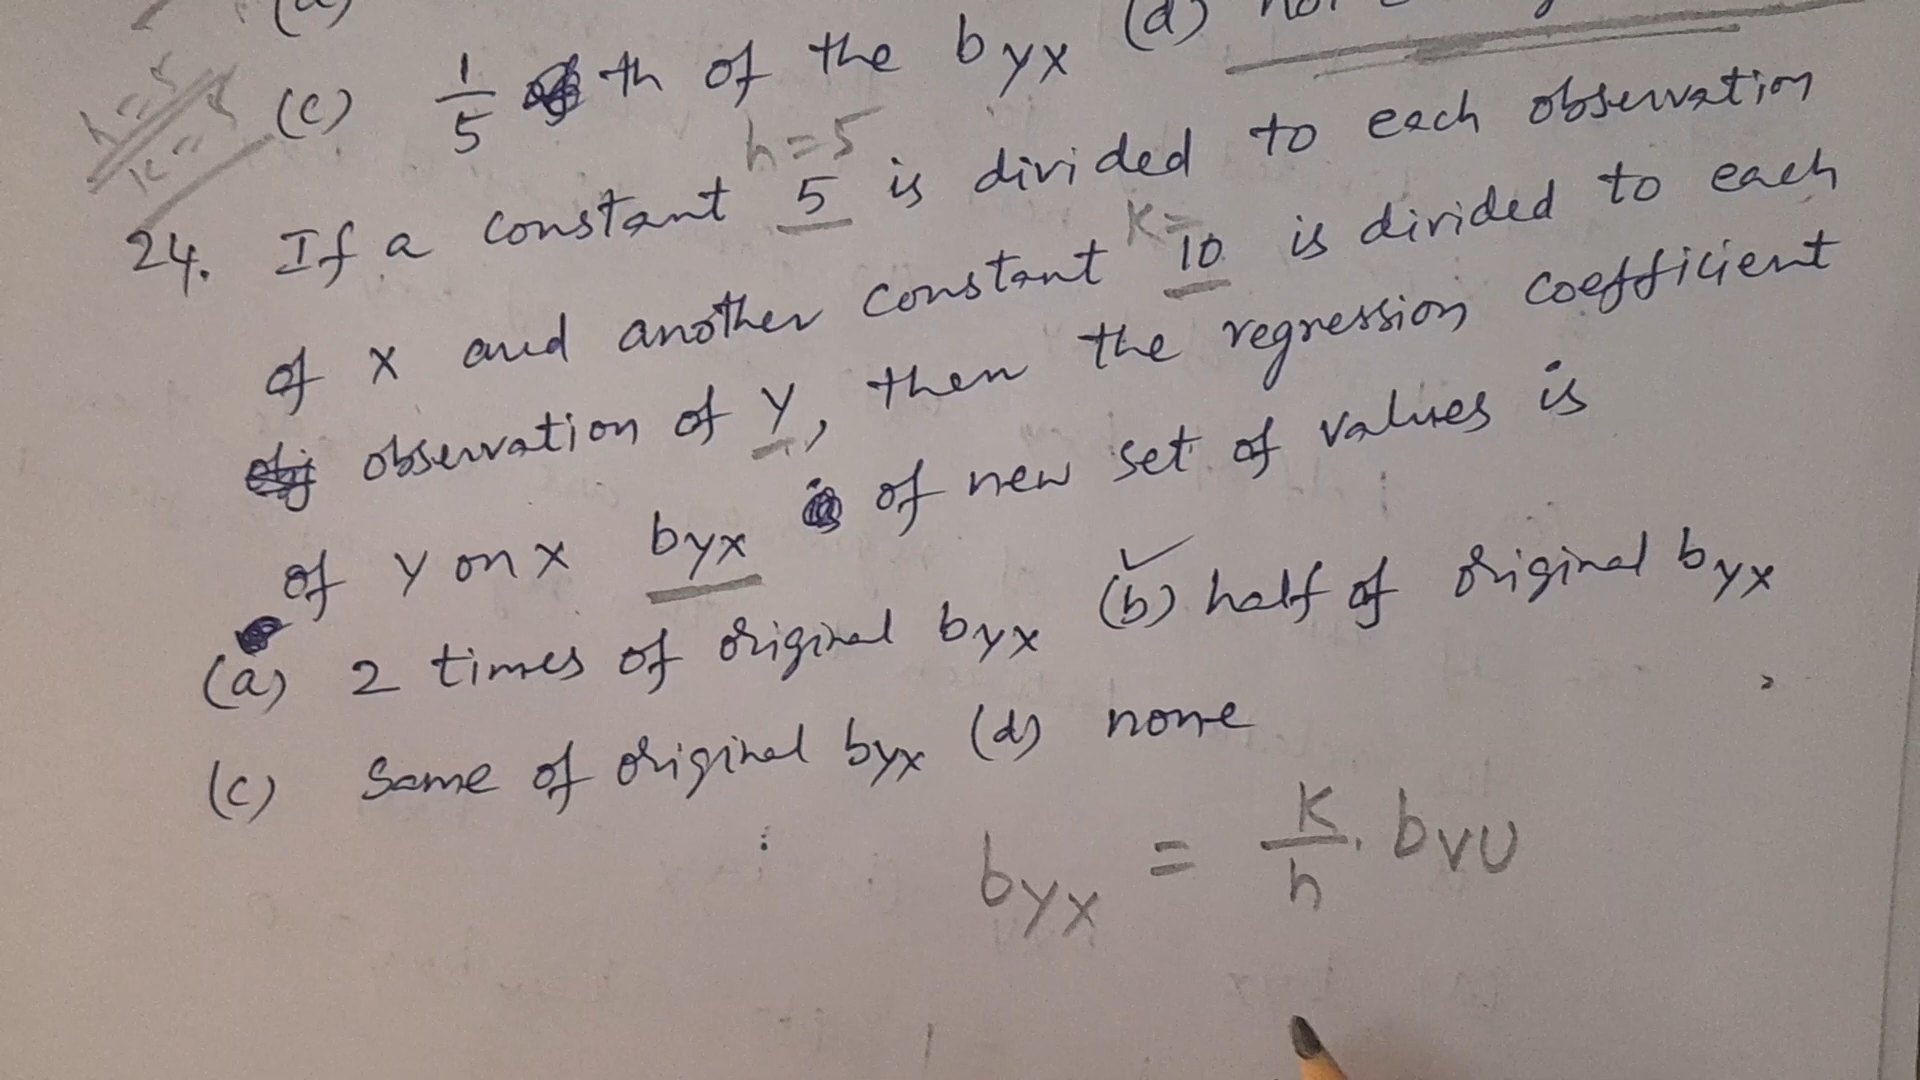 (c) 1/5 th of the byx (d)
h=5
k=5
h=5
24. If a constant 5 is divided to each observation
K=
of x and another constant 10 is divided to each
observation of y, then the regression coefficient
of y on x byx of new set of values is
(a) 2 times of original byx (b) half of original byx
(c) Same of original byx (d) none
byx = K/h . bvu